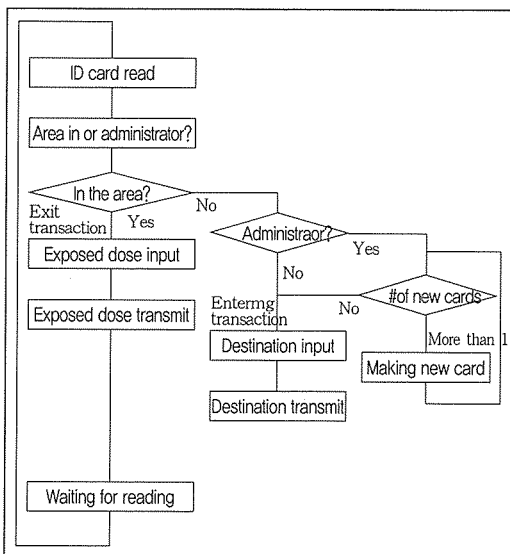 ID card read
Area in or administrator?
In the area?
No
Exit
transaction
Yes
Administraor?
Yes
Exposed dose input
No
#of new cards
Entermg
transaction
No
Exposed dose transmit
More than 1
Destination input
Making new card
Destination transmit
Waiting for reading